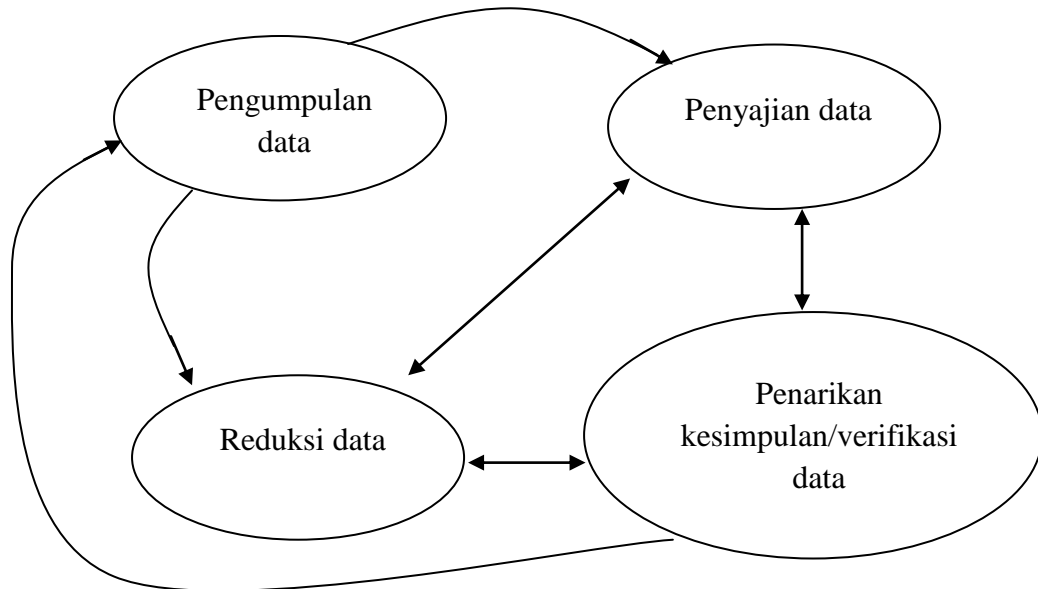 Pengumpulan
data
Penyajian data
Reduksi data
Penarikan
kesimpulan/verifikasi
data